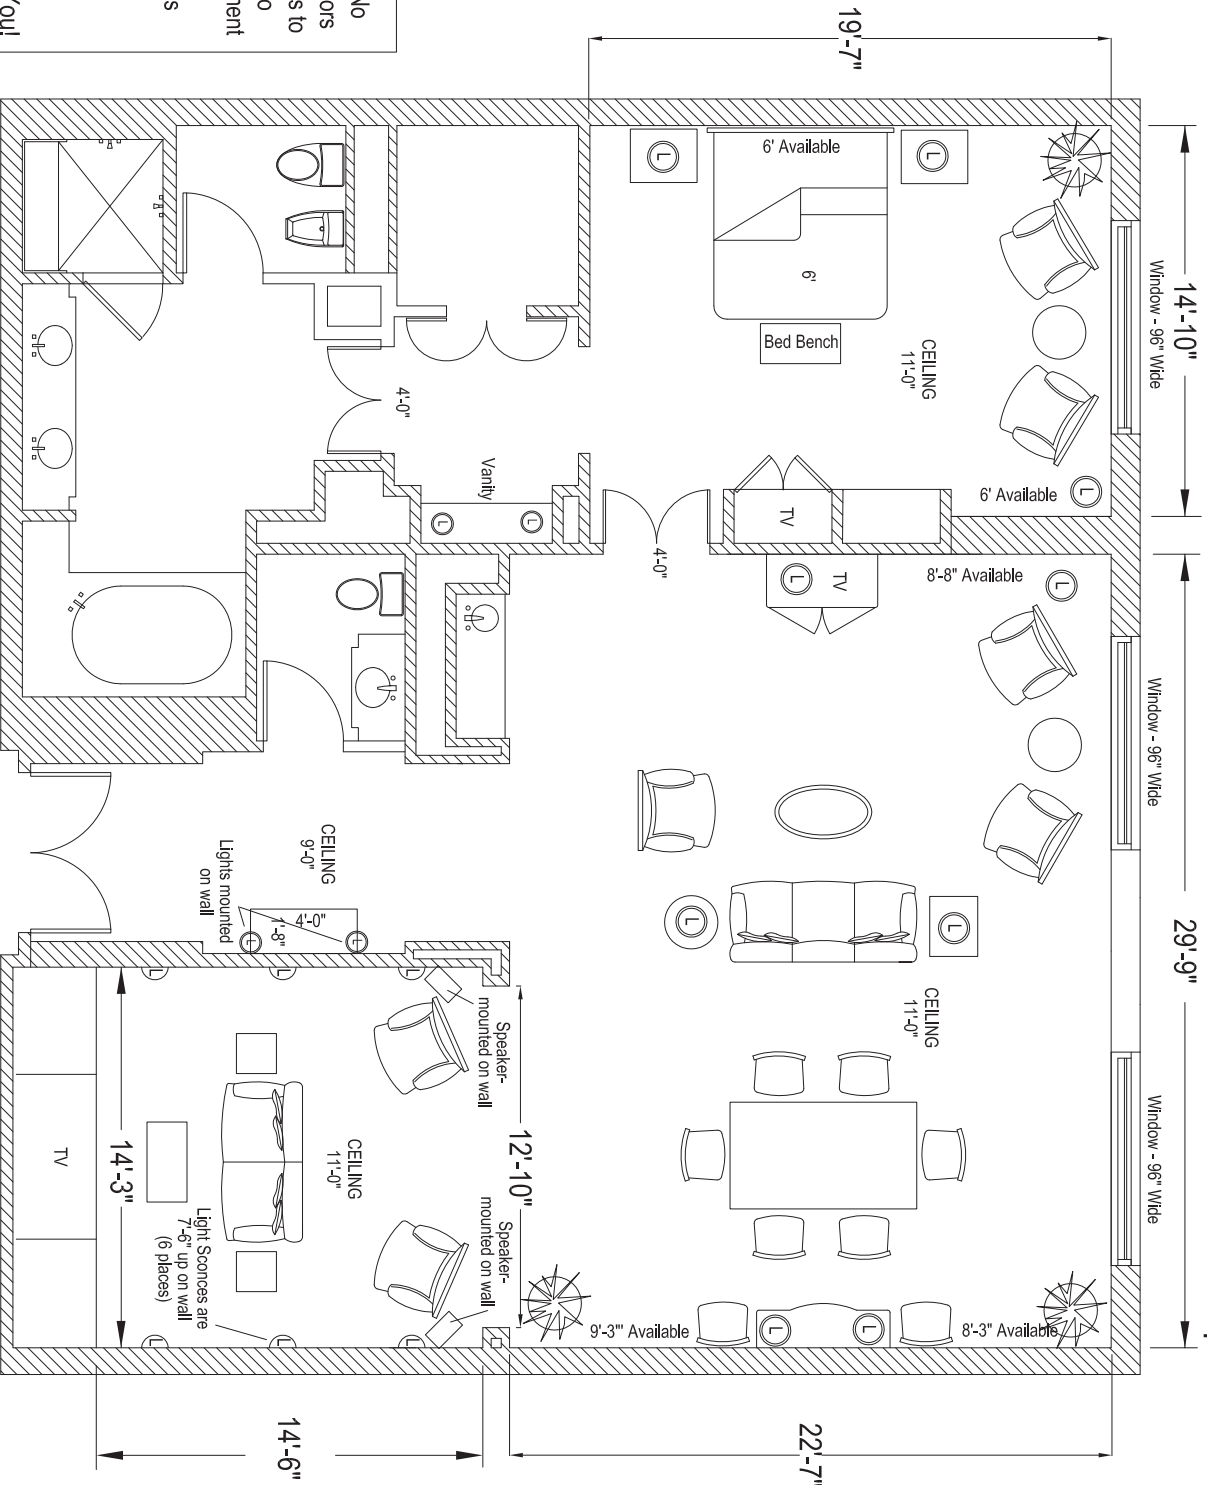 No
ors
s to
o
ment
s
You!
19'-7"
14'-10"
Window - 96" Wide
6' Available
L
L
6'
Bed Bench
CEILING
11'-0"
6' Available
L
4'-0"
Vanity
L
L
TV
4'-0"
L
TV
8'-8" Available
L
Window - 96" Wide
29'-9"
CEILING
9'-0"
Lights mounted
on wall
4'-0"
1'-8"
L
L
L
L
CEILING
11'-0"
Window - 96" Wide
L
L
L
Speaker-
mounted on wall
12'-10"
14'-3"
TV
CEILING
11'-0"
Speaker-
mounted on wall
Light Sconces are
7'-6" up on wall
(6 places)
L
L
L
9'-3'" Available
L
L
8'-3" Available
14'-6"
22'-7"